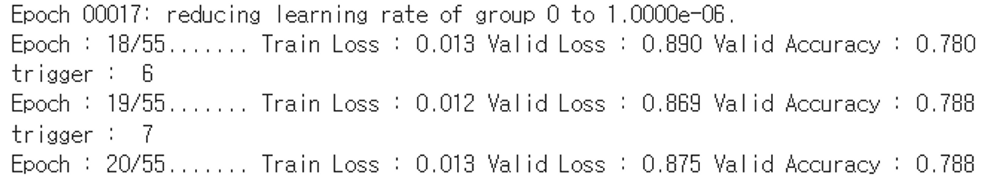 Epoch 00017: reducing learning rate of group 0 to 1.0000e-06.
Epoch : 18/55....... Train Loss : 0.013 Valid Loss : 0.890 Valid Accuracy : 0.780
trigger :  6
Epoch : 19/55....... Train Loss : 0.012 Valid Loss : 0.869 Valid Accuracy : 0.788
trigger :  7
Epoch : 20/55....... Train Loss : 0.013 Valid Loss : 0.875 Valid Accuracy : 0.788